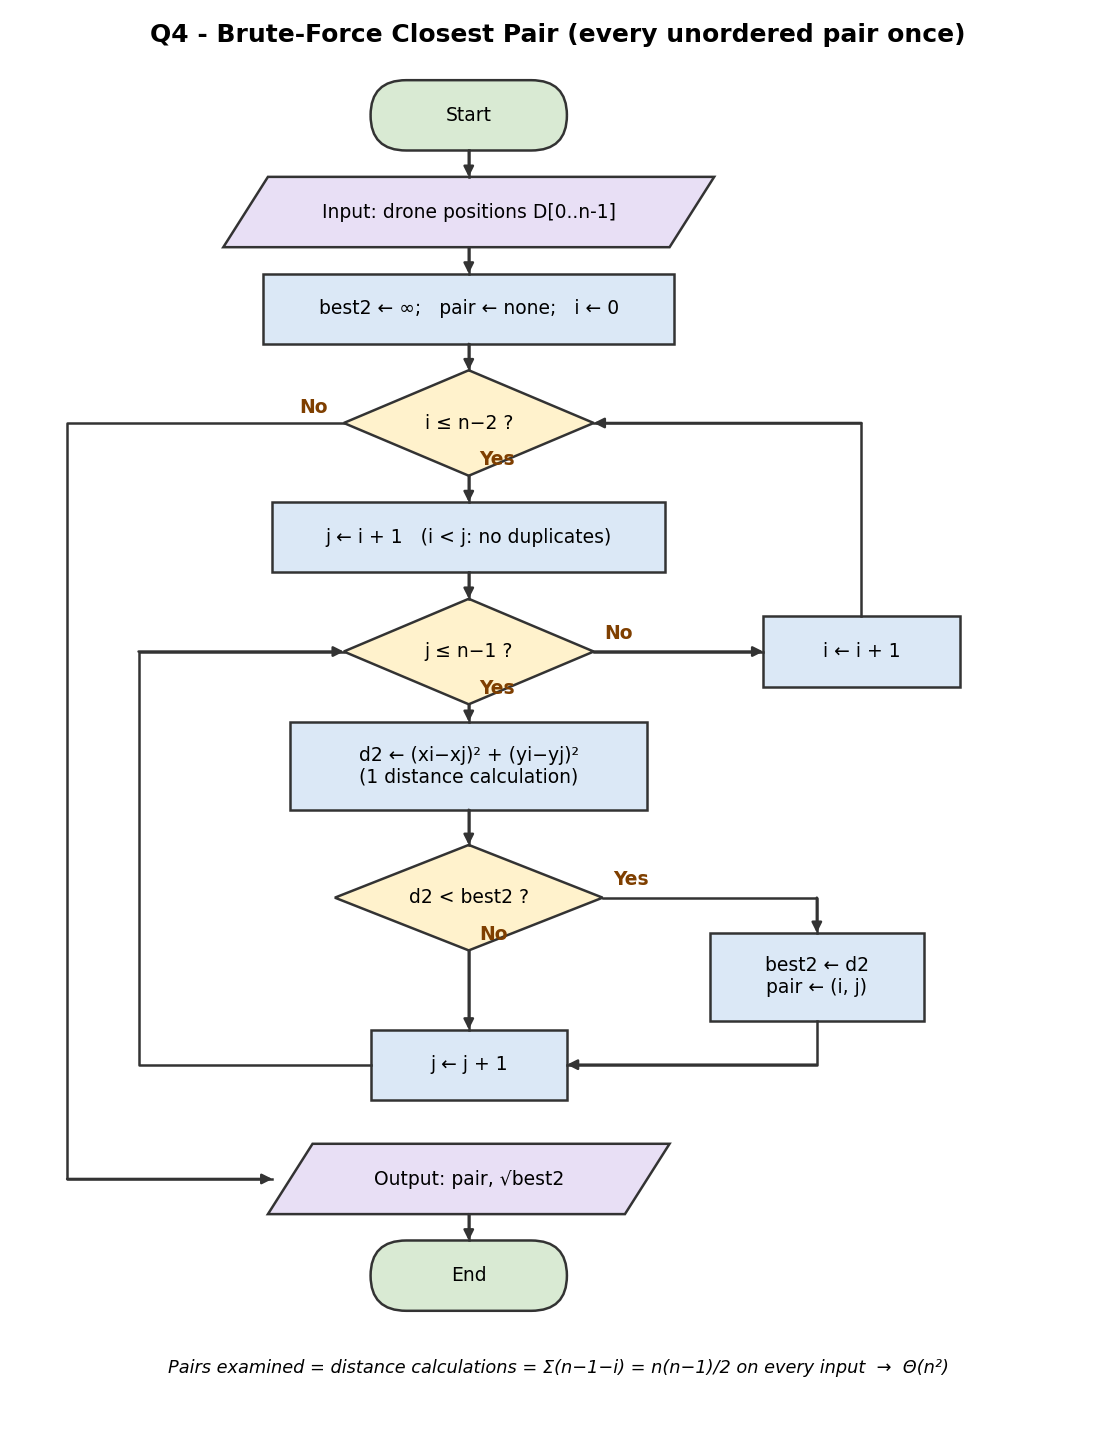 Q4 - Brute-Force Closest Pair (every unordered pair once)
Start
Input: drone positions D[0..n-1]
best2 ← ∞;   pair ← none;   i ← 0
i ≤ n−2 ?
No
Yes
j ← i + 1   (i < j: no duplicates)
j ≤ n−1 ?
No
i ← i + 1
Yes
d2 ← (xi−xj)² + (yi−yj)²
(1 distance calculation)
d2 < best2 ?
Yes
No
best2 ← d2
pair ← (i, j)
j ← j + 1
Output: pair, √best2
End
Pairs examined = distance calculations = Σ(n−1−i) = n(n−1)/2 on every input  →  Θ(n²)